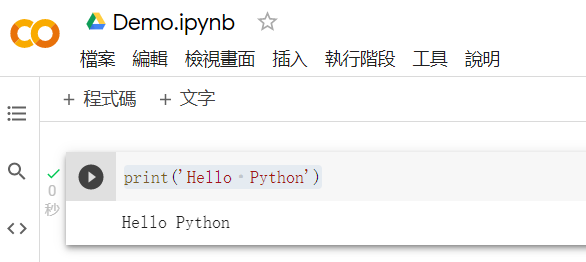 Demo.ipynb
檔案 編輯 檢視畫面 插入 執行階段 工具 說明
+ 程式碼 + 文字
print('Hello Python')
0
秒
Hello Python